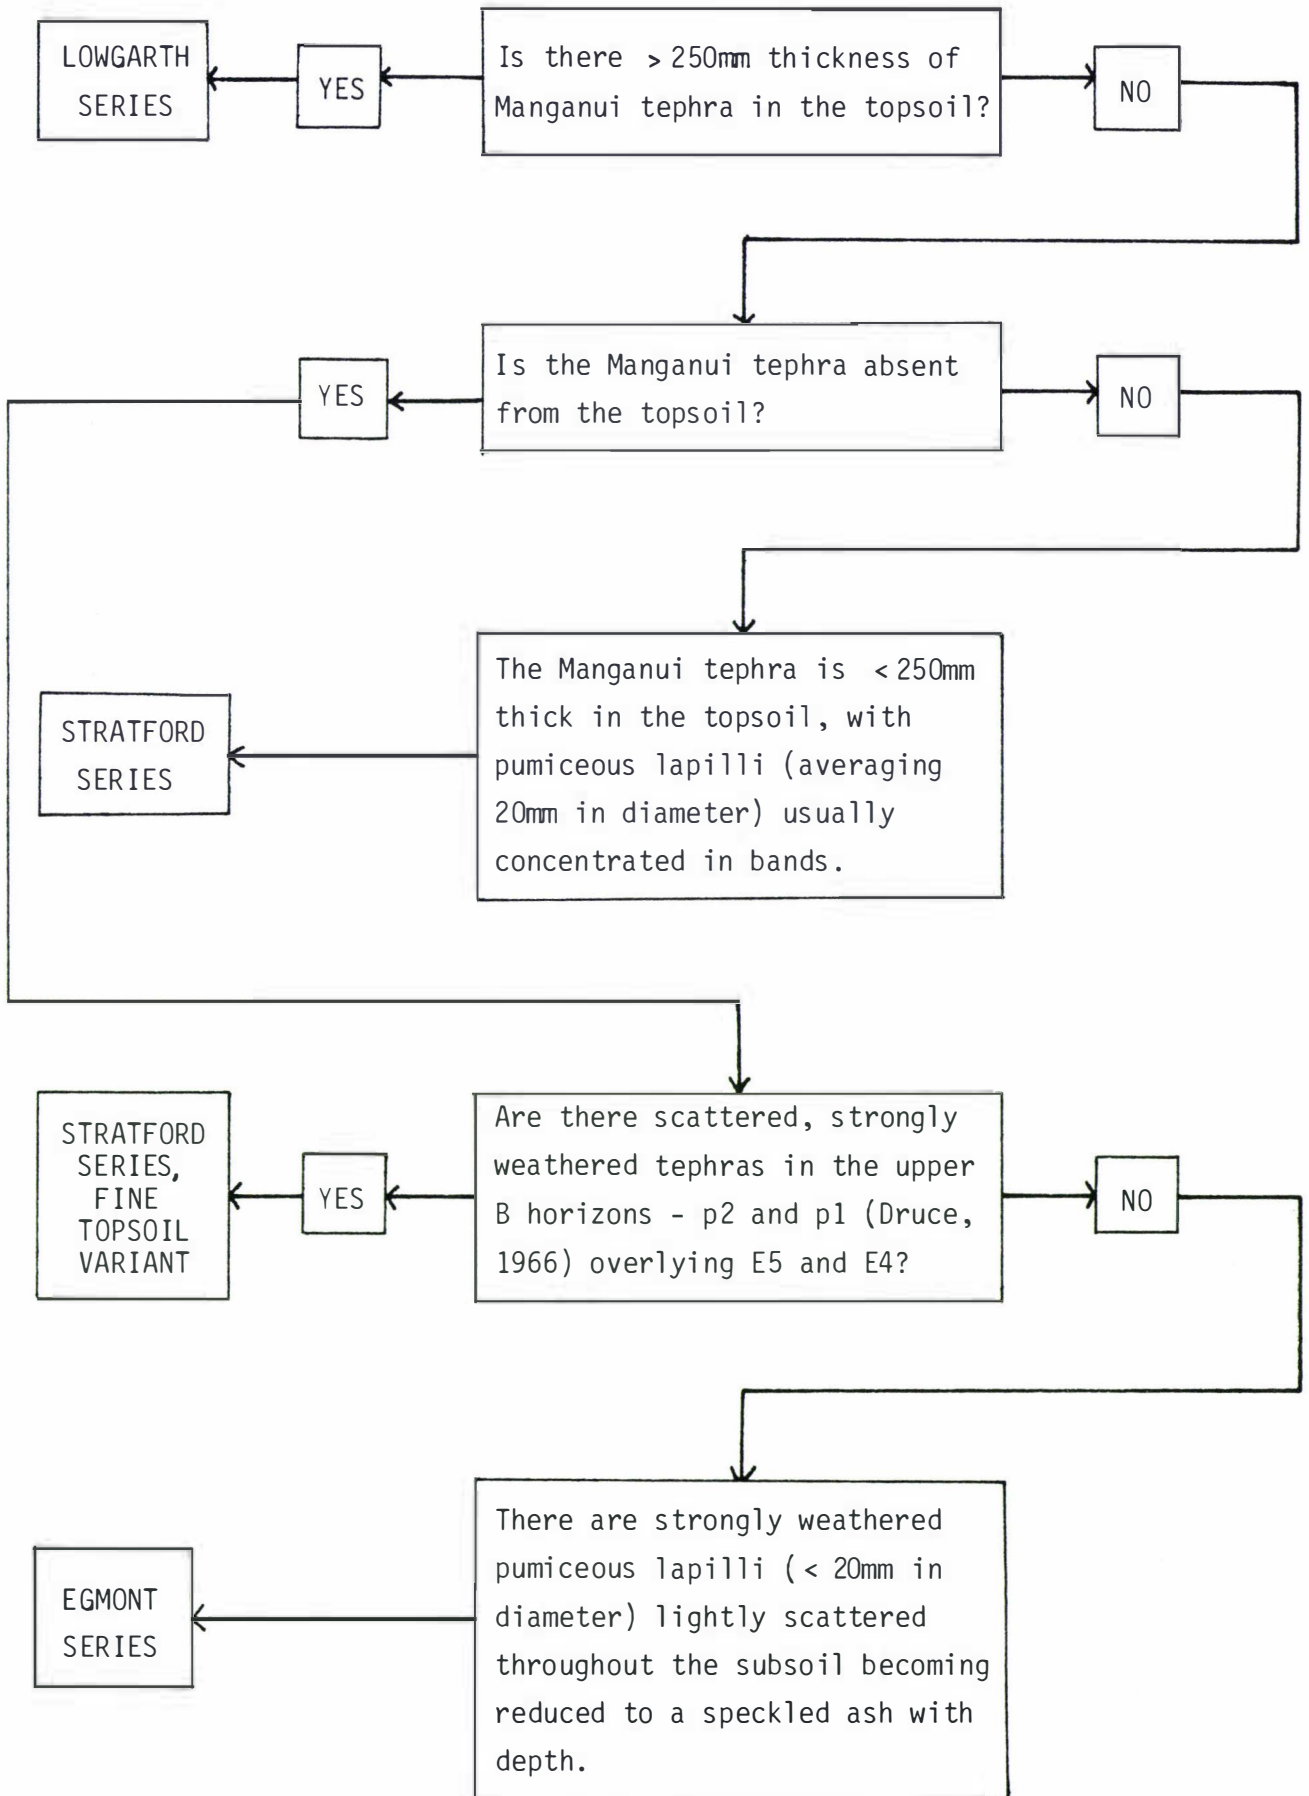 LOWGARTH
SERIES
YES
Is there > 250mm thickness of
Manganui tephra in the topsoil?
NO
YES
Is the Manganui tephra absent
from the topsoil?
NO
STRATFORD
SERIES
The Manganui tephra is < 250mm
thick in the topsoil, with
pumiceous lapilli (averaging
20mm in diameter) usually
concentrated in bands.
STRATFORD
SERIES,
FINE
TOPSOIL
VARIANT
YES
Are there scattered, strongly
weathered tephras in the upper
B horizons - p2 and p1 (Druce,
1966) overlying E5 and E4?
NO
EGMONT
SERIES
There are strongly weathered
pumiceous lapilli (< 20mm in
diameter) lightly scattered
throughout the subsoil becoming
reduced to a speckled ash with
depth.